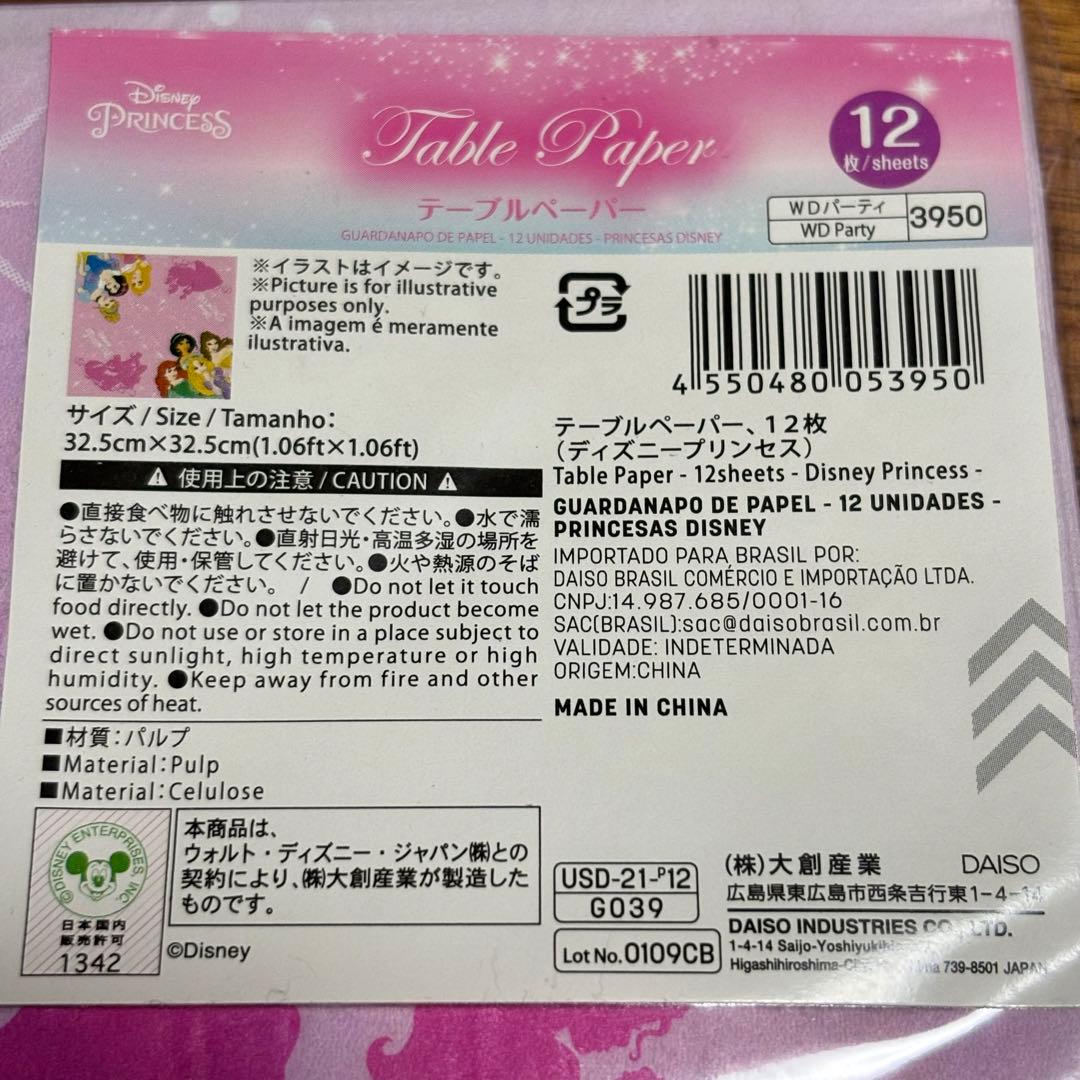 Disney
PRINCESS
Table Paper
テーブルペーパー
GUARDANAPO DE PAPEL - 12 UNIDADES - PRINCESAS DISNEY
12
枚/sheets
WDパーティ
WD Party
3950
※イラストはイメージです。
※Picture is for illustrative
purposes only.
※A imagem é meramente
ilustrativa.
サイズ / Size / Tamanho:
32.5cm×32.5cm(1.06ft×1.06ft)
使用上の注意 / CAUTION
●直接食べ物に触れさせないでください。●水で濡
らさないでください。●直射日光・高温多湿の場所を
避けて、使用・保管してください。●火や熱源のそば
に置かないでください。 / ●Do not let it touch
food directly. ●Do not let the product become
wet. ●Do not use or store in a place subject to
direct sunlight, high temperature or high
humidity. ●Keep away from fire and other
sources of heat.
■材質:パルプ
■Material:Pulp
■Material:Celulose
©DISNEY ENTERPRISES INC
日本国内
販売許可
1342
本商品は、
ウォルト・ディズニー・ジャパン㈱との
契約により、㈱大創産業が製造した
ものです。
©Disney
プラ
4 550480 053950
テーブルペーパー、12枚
(ディズニープリンセス)
Table Paper - 12sheets - Disney Princess -
GUARDANAPO DE PAPEL - 12 UNIDADES -
PRINCESAS DISNEY
IMPORTADO PARA BRASIL POR:
DAISO BRASIL COMÉRCIO E IMPORTAÇÃO LTDA.
CNPJ:14.987.685/0001-16
SAC(BRASIL):sac@daisobrasil.com.br
VALIDADE: INDETERMINADA
ORIGEM:CHINA
MADE IN CHINA
USD-21-P12
G039
Lot No.0109CB
(株)大創産業 DAISO
広島県東広島市西条吉行東1-4-14
DAISO INDUSTRIES CO., LTD.
1-4-14 Saijo-Yoshiyuki
Higashihiroshima 739-8501 JAPAN